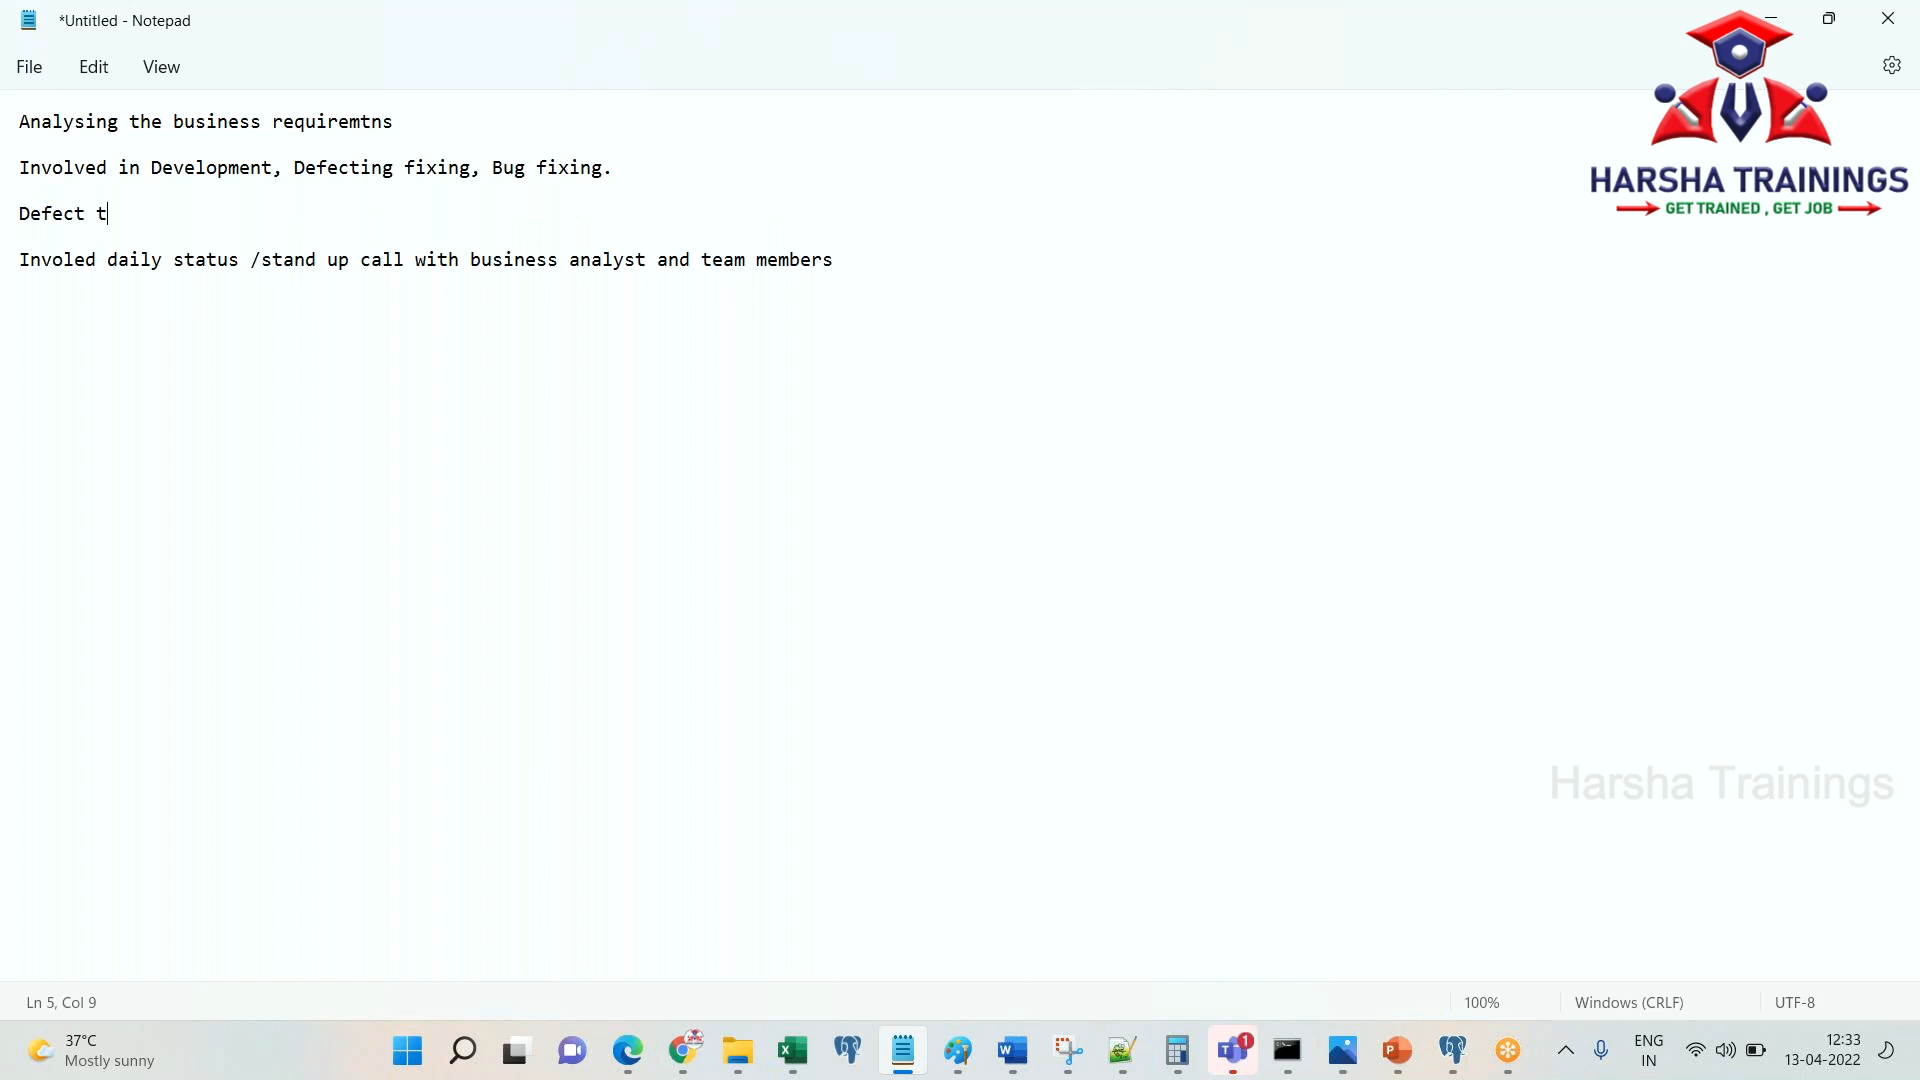 *Untitled - Notepad
File Edit View
Analysing the business requiremtns
Involved in Development, Defecting fixing, Bug fixing.
Defect t
Involed daily status /stand up call with business analyst and team members
HARSHA TRAININGS
GET TRAINED , GET JOB
Harsha Trainings
Ln 5, Col 9 100% Windows (CRLF) UTF-8
37°C
Mostly sunny
1
ENG
IN
12:33
13-04-2022